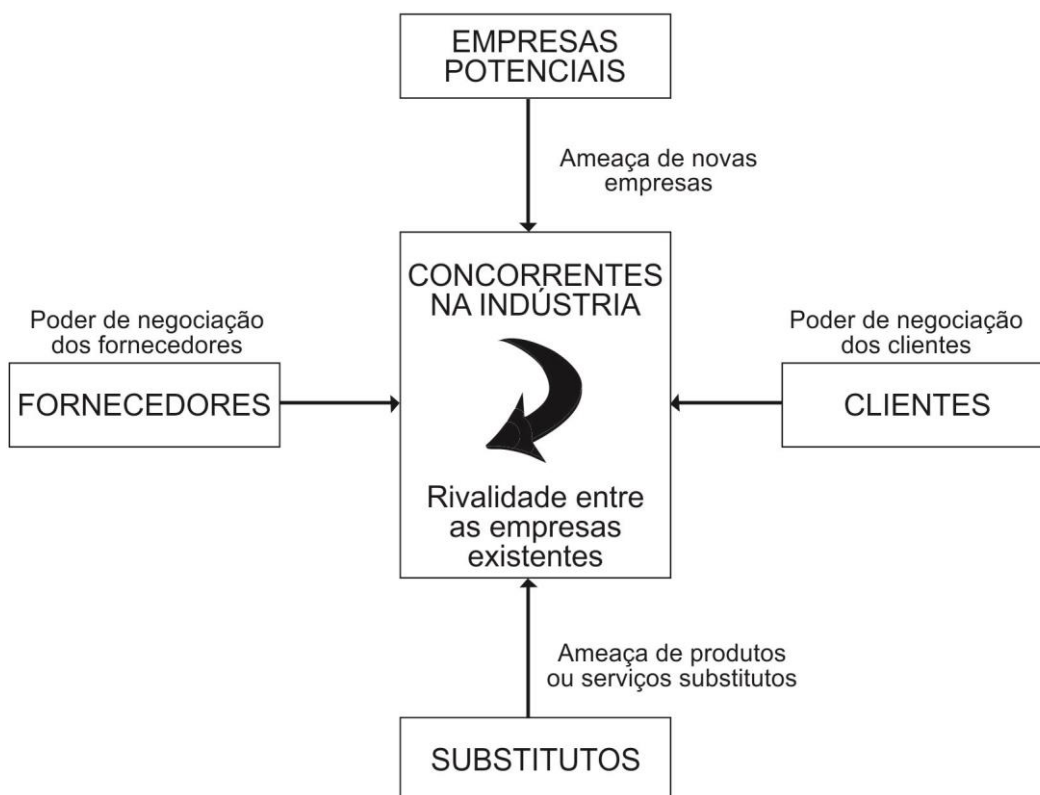 EMPRESAS
POTENCIAIS
Ameaça de novas
empresas
CONCORRENTES
NA INDÚSTRIA
Poder de negociação
dos fornecedores
FORNECEDORES
Poder de negociação
dos clientes
CLIENTES
Rivalidade entre
as empresas
existentes
Ameaça de produtos
ou serviços substitutos
SUBSTITUTOS